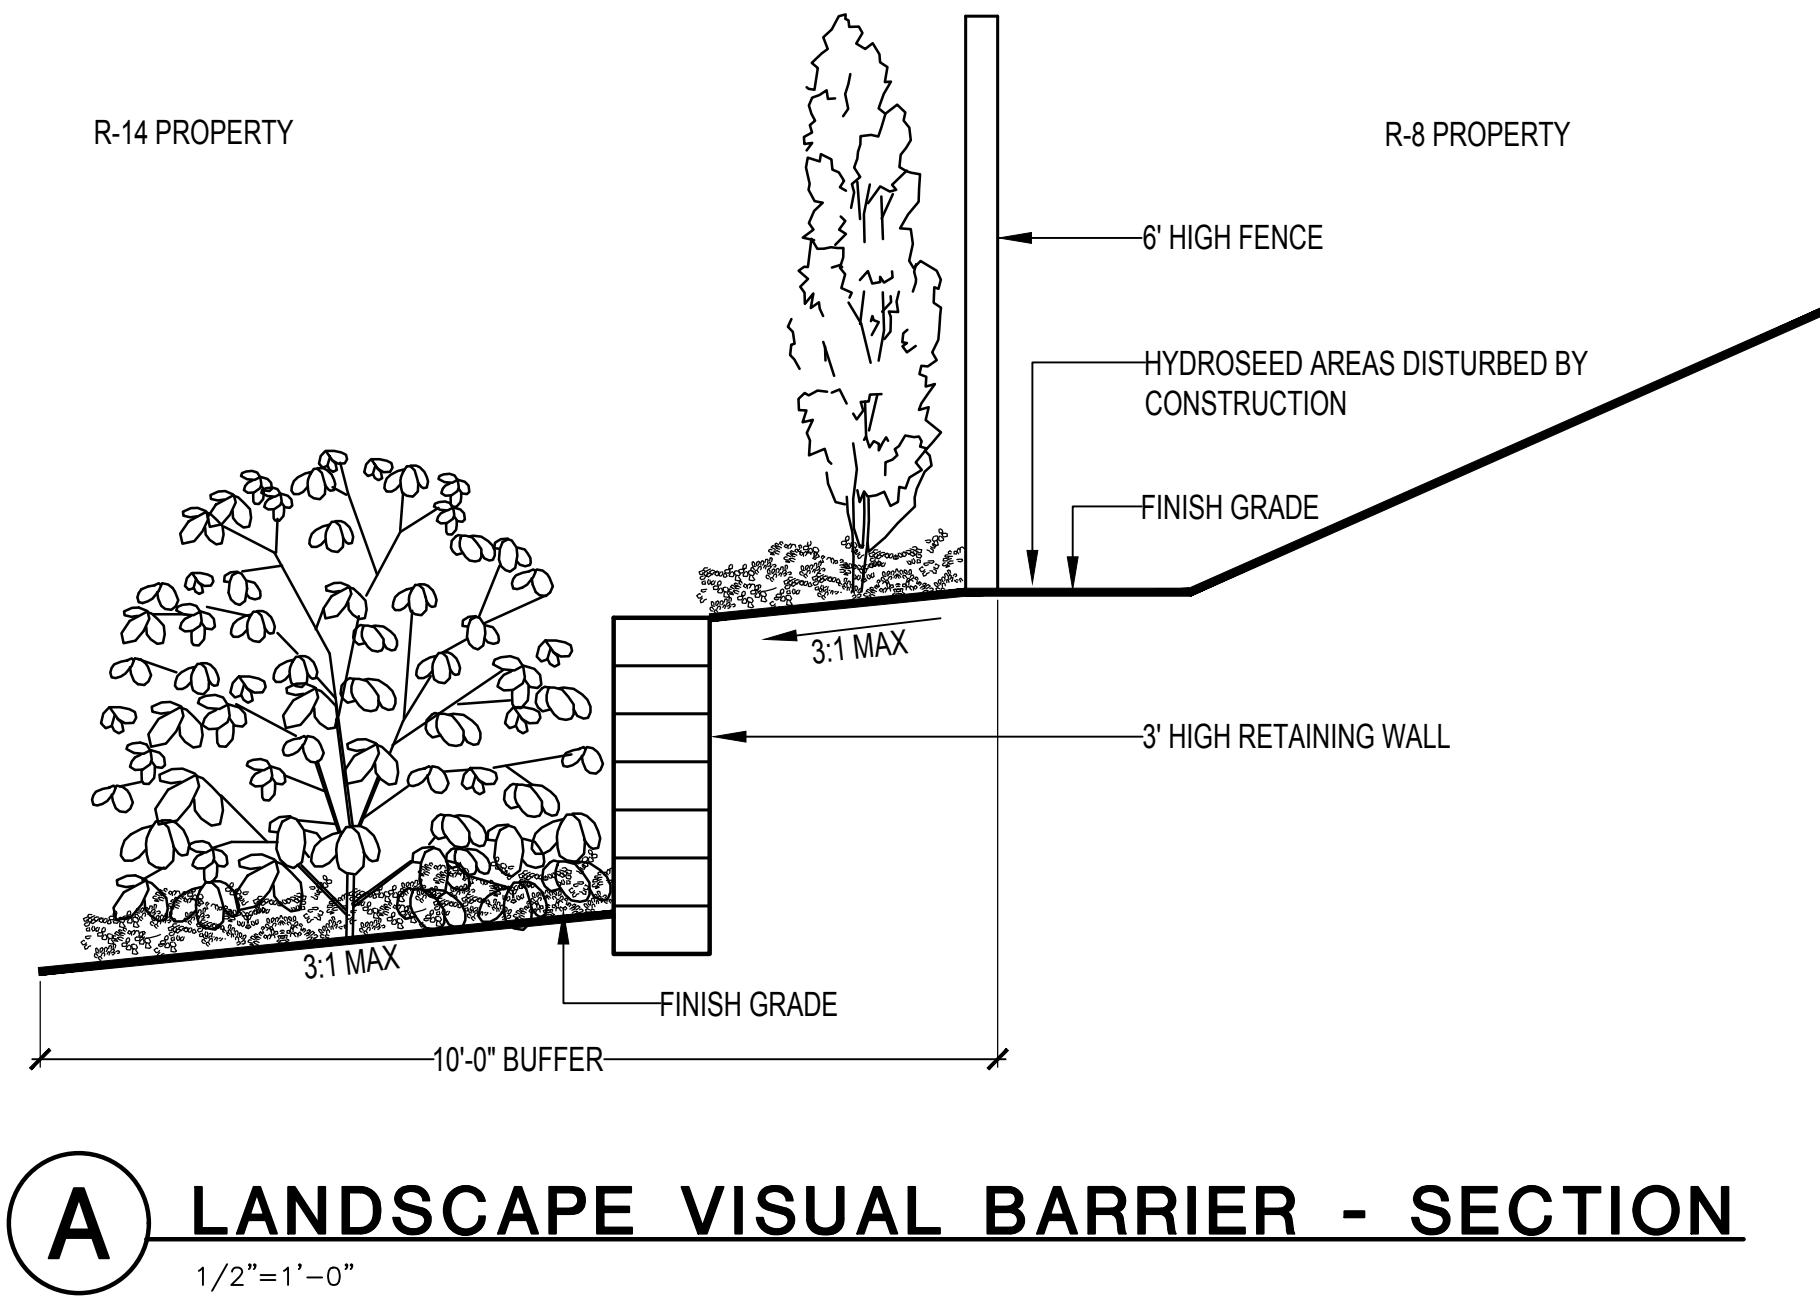 R-14 PROPERTY
R-8 PROPERTY
6' HIGH FENCE
HYDROSEED AREAS DISTURBED BY
CONSTRUCTION
FINISH GRADE
3:1 MAX
3' HIGH RETAINING WALL
3:1 MAX
FINISH GRADE
10'-0" BUFFER
A
LANDSCAPE VISUAL BARRIER - SECTION
1/2"=1'-0"